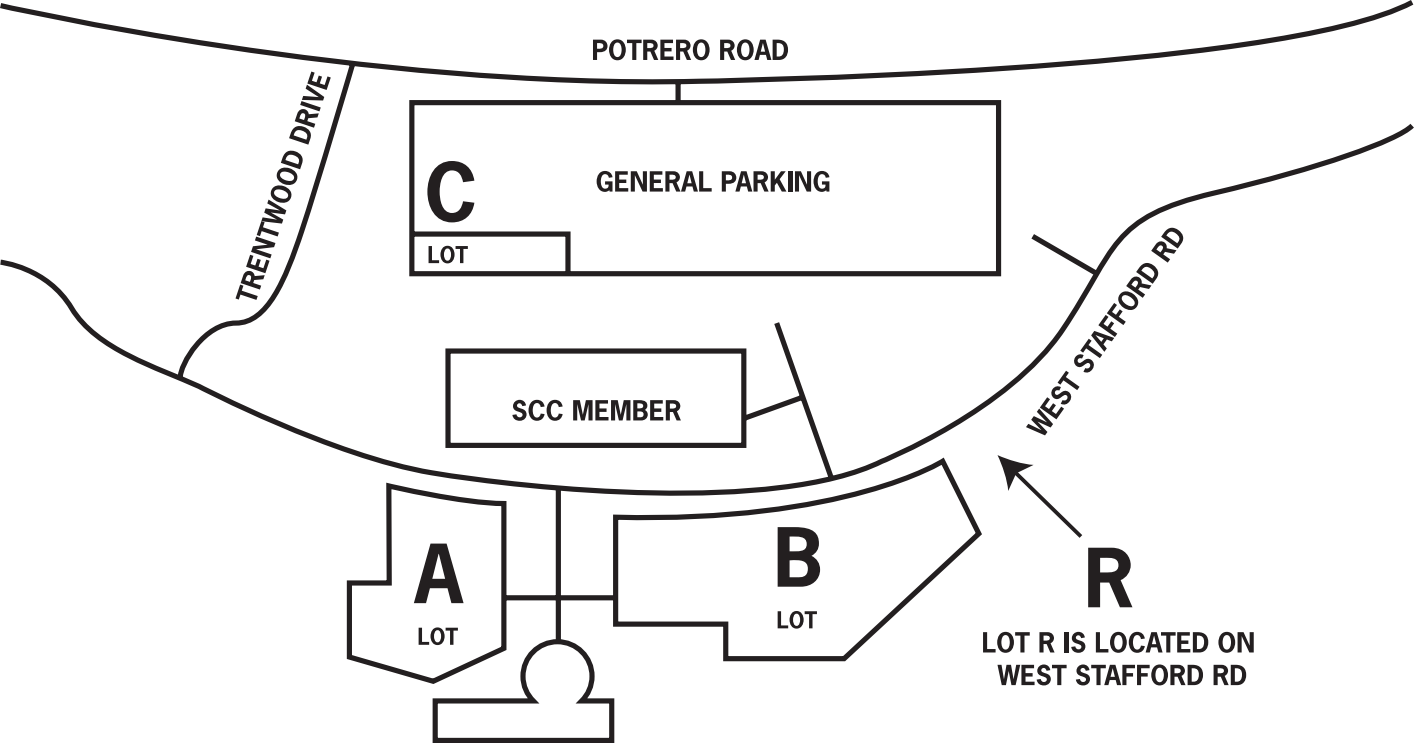 POTRERO ROAD
TRENTWOOD DRIVE
C
GENERAL PARKING
LOT
WEST STAFFORD RD
SCC MEMBER
A
LOT
B
LOT
R
LOT R IS LOCATED ON
WEST STAFFORD RD